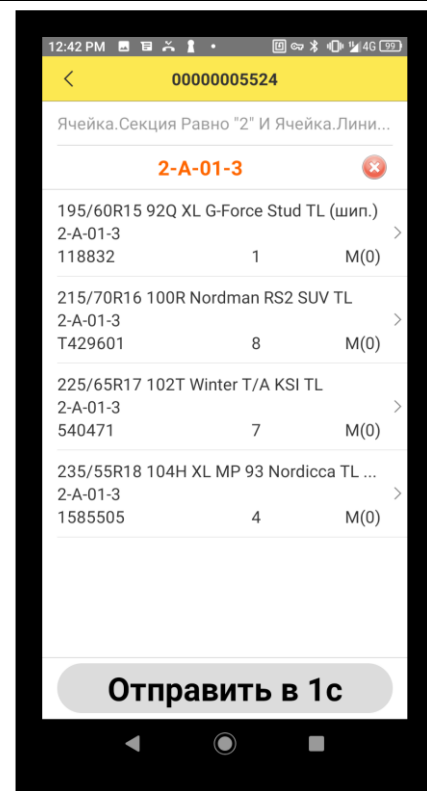 12:42 PM 4G 99
00000005524
Ячейка.Секция Равно "2" И Ячейка.Лини...
2-A-01-3
195/60R15 92Q XL G-Force Stud TL (шип.)
2-A-01-3
118832 1 M(0)
215/70R16 100R Nordman RS2 SUV TL
2-A-01-3
T429601 8 M(0)
225/65R17 102T Winter T/A KSI TL
2-A-01-3
540471 7 M(0)
235/55R18 104H XL MP 93 Nordicca TL ...
2-A-01-3
1585505 4 M(0)
Отправить в 1с